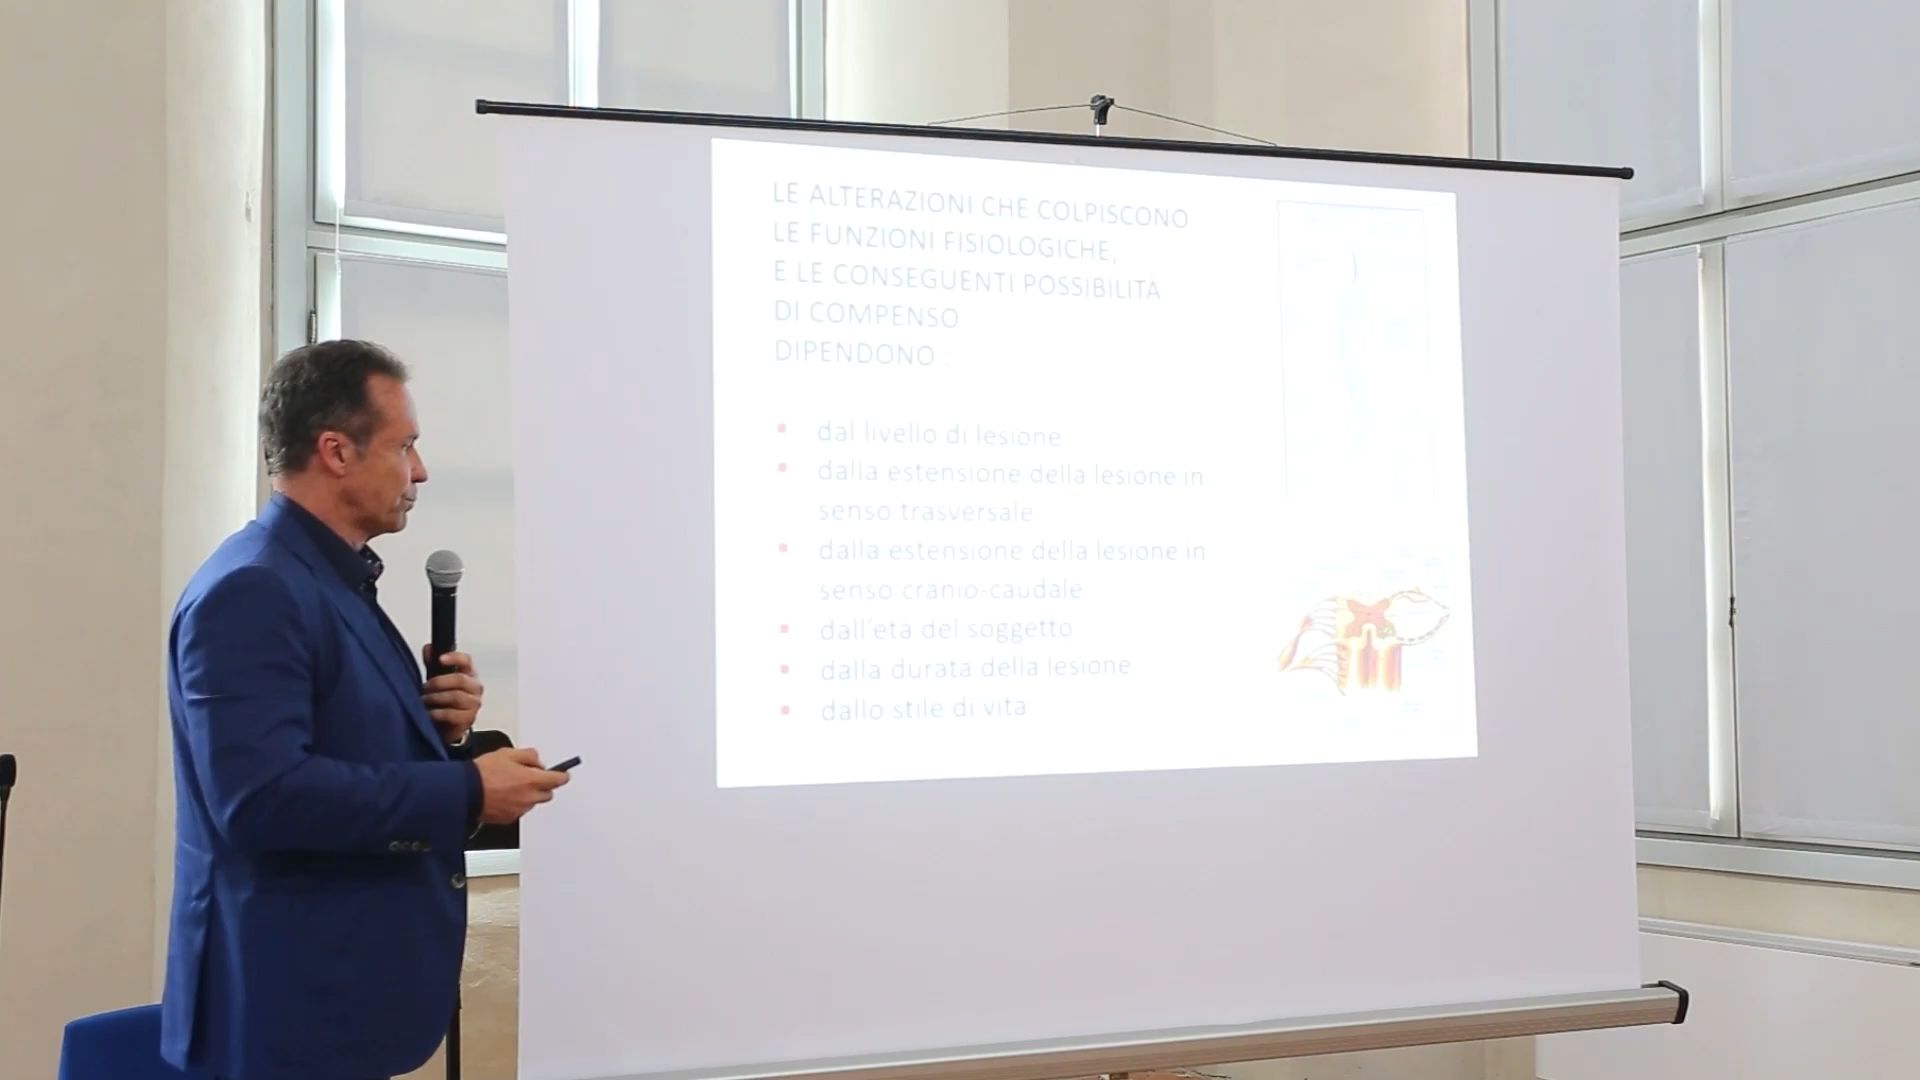 LE ALTERAZIONI CHE COLPISCONO
LE FUNZIONI FISIOLOGICHE,
E LE CONSEGUENTI POSSIBILITÀ
DI COMPENSO
DIPENDONO :
dal livello di lesione
dalla estensione della lesione in
senso trasversale
dalla estensione della lesione in
senso cranio-caudale
dall'età del soggetto
dalla durata della lesione
dallo stile di vita